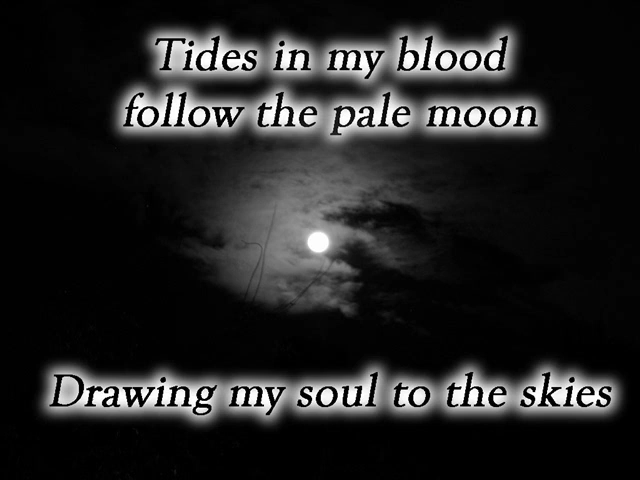 Tides in my blood
follow the pale moon
Drawing my soul to the skies